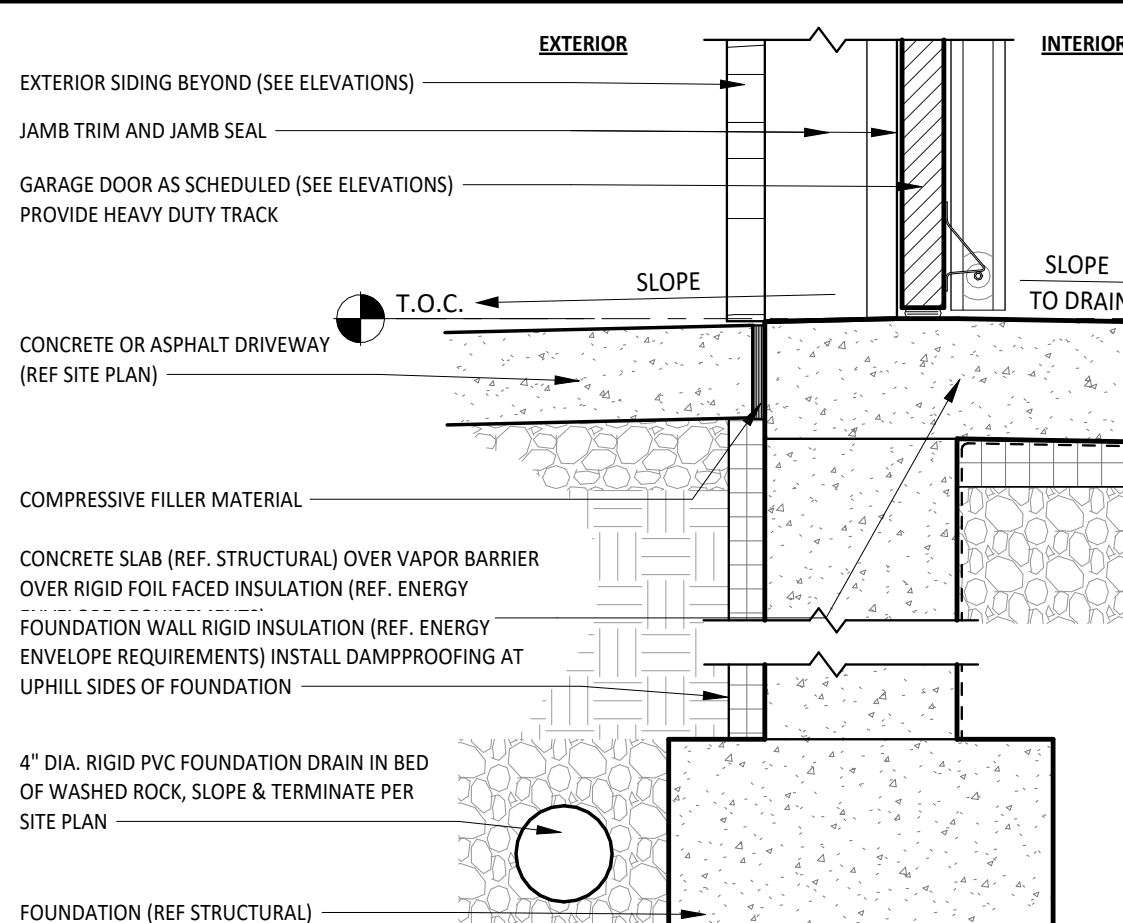 EXTERIOR
INTERIOR
EXTERIOR SIDING BEYOND (SEE ELEVATIONS)
JAMB TRIM AND JAMB SEAL
GARAGE DOOR AS SCHEDULED (SEE ELEVATIONS)
PROVIDE HEAVY DUTY TRACK
SLOPE
TO DRAIN
SLOPE
T.O.C.
CONCRETE OR ASPHALT DRIVEWAY
(REF SITE PLAN)
COMPRESSIVE FILLER MATERIAL
CONCRETE SLAB (REF. STRUCTURAL) OVER VAPOR BARRIER
OVER RIGID FOIL FACED INSULATION (REF. ENERGY
ENVELOPE REQUIREMENTS)
FOUNDATION WALL RIGID INSULATION (REF. ENERGY
ENVELOPE REQUIREMENTS) INSTALL DAMPPROOFING AT
UPHILL SIDES OF FOUNDATION
4" DIA. RIGID PVC FOUNDATION DRAIN IN BED
OF WASHED ROCK, SLOPE & TERMINATE PER
SITE PLAN
FOUNDATION (REF STRUCTURAL)